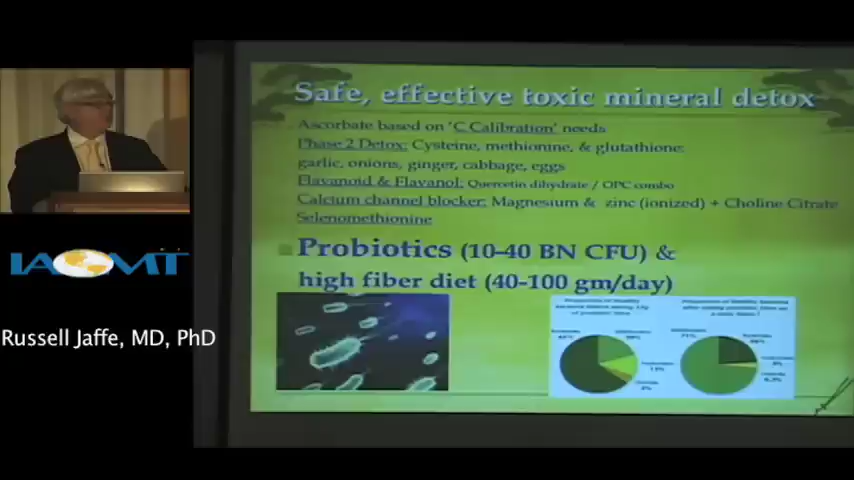 Safe, effective toxic mineral detox
Ascorbate based on 'C Calibration' needs
Phase 2 Detox: Cysteine, methionine, & glutathione:
garlic, onions, ginger, cabbage, eggs
Flavanoid & Flavanol: Quercetin dihydrate / OPC combo
Calcium channel blocker: Magnesium & zinc (ionized) + Choline Citrate
Selenomethionine
Probiotics (10-40 BN CFU) &
high fiber diet (40-100 gm/day)
IAOMT
Russell Jaffe, MD, PhD